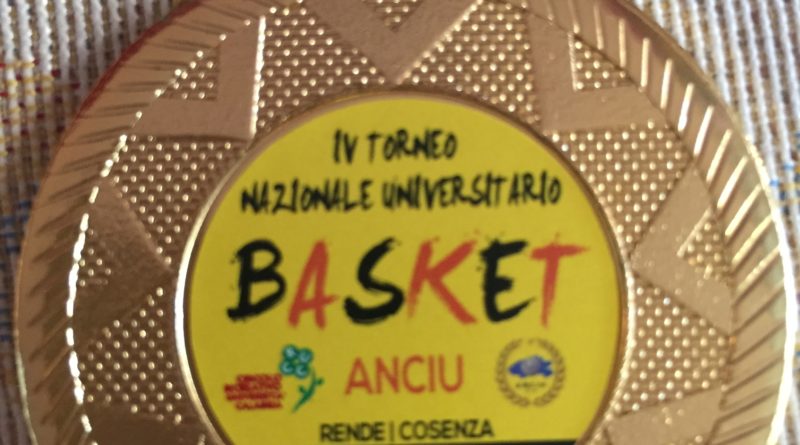 IV TORNEO
NAZIONALE UNIVERSITARIO
BASKET
ANCIU
RENDE | COSENZA